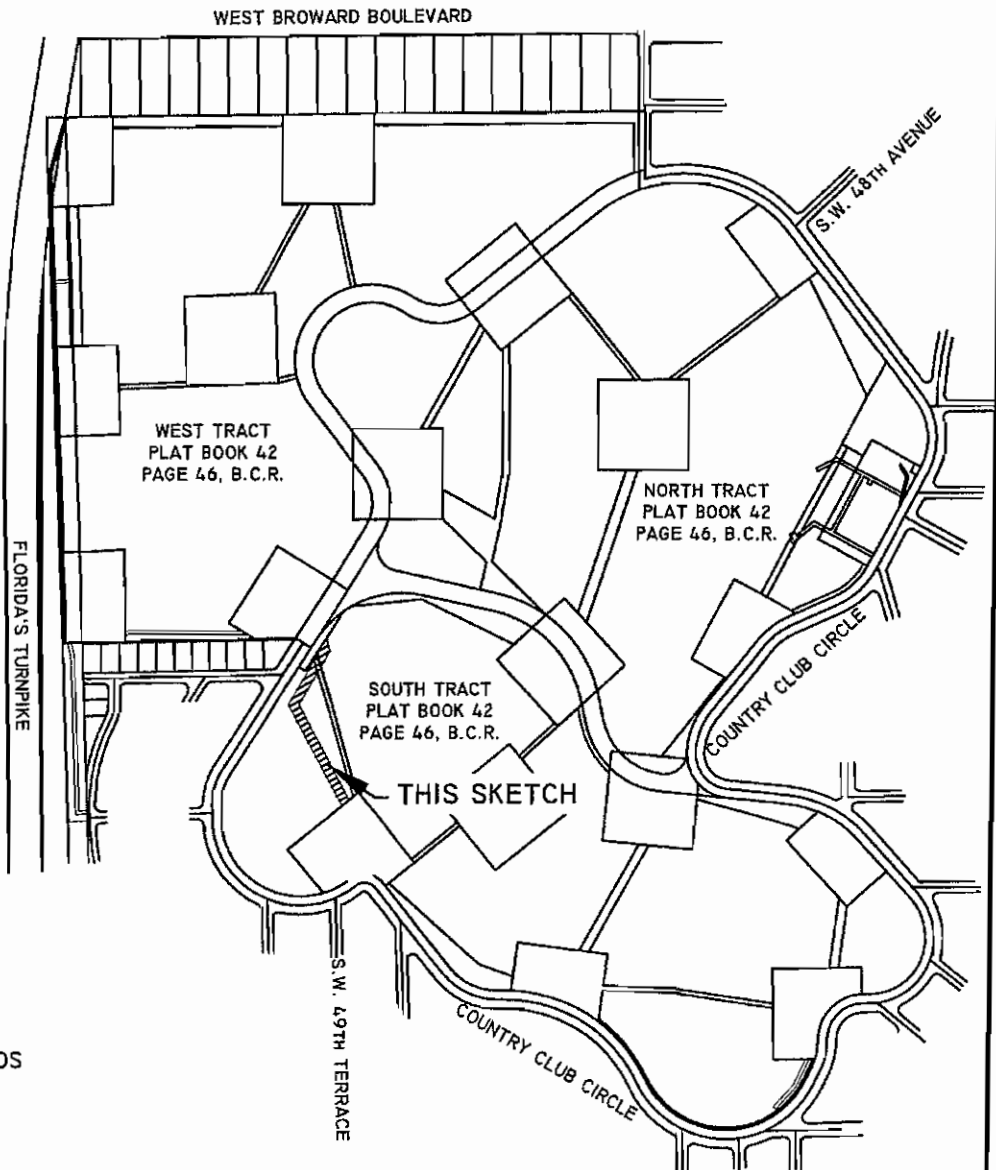 WEST BROWARD BOULEVARD
S.W. 48TH AVENUE
WEST TRACT
PLAT BOOK 42
PAGE 46, B.C.R.
NORTH TRACT
PLAT BOOK 42
PAGE 46, B.C.R.
FLORIDA'S TURNPIKE
COUNTRY CLUB CIRCLE
SOUTH TRACT
PLAT BOOK 42
PAGE 46, B.C.R.
THIS SKETCH
S.W. 49TH TERRACE
COUNTRY CLUB CIRCLE
DS